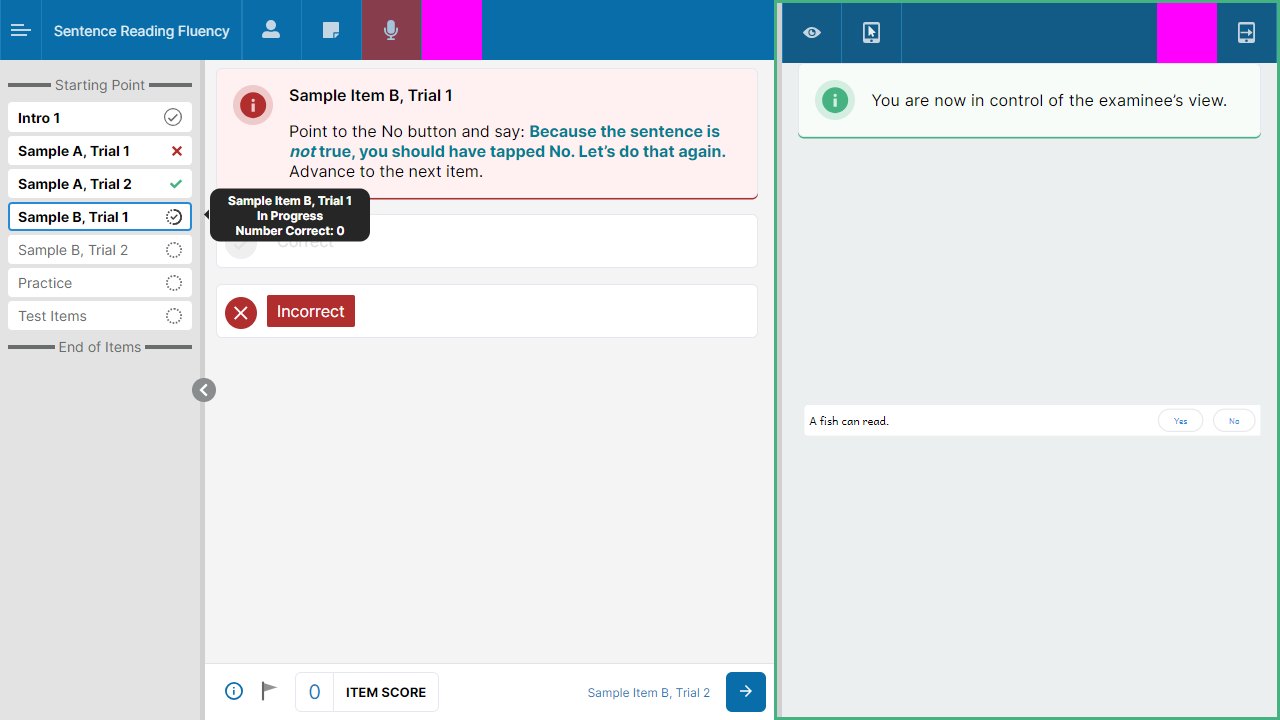 Sentence Reading Fluency
Starting Point
Intro 1
Sample A, Trial 1
Sample A, Trial 2
Sample B, Trial 1
Sample B, Trial 2
Practice
Test Items
End of Items
Sample Item B, Trial 1
Point to the No button and say: Because the sentence is
not true, you should have tapped No. Let's do that again.
Advance to the next item.
Sample Item B, Trial 1
In Progress
Number Correct: 0
Correct
Incorrect
0 ITEM SCORE
Sample Item B, Trial 2
You are now in control of the examinee's view.
A fish can read.
Yes
No